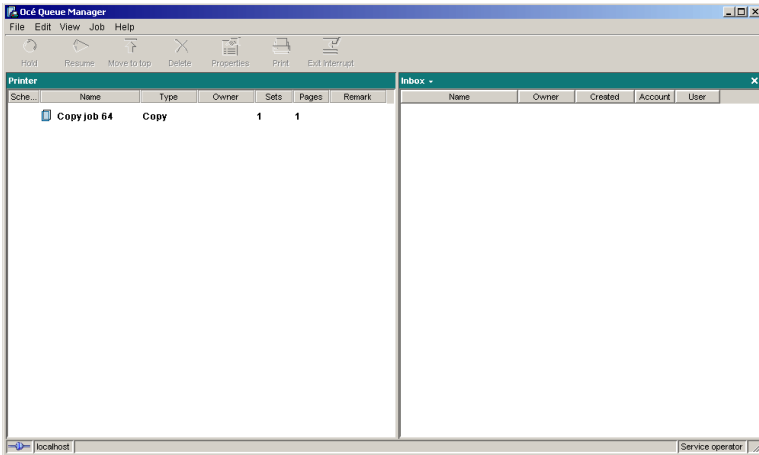 Océ Queue Manager
File Edit View Job Help
Hold Resume Move to top Delete Properties Print Exit Interrupt
Printer
Inbox
Sche... Name Type Owner Sets Pages Remark
Name Owner Created Account User
Copy job 64 Copy 1 1
localhost
Service operator